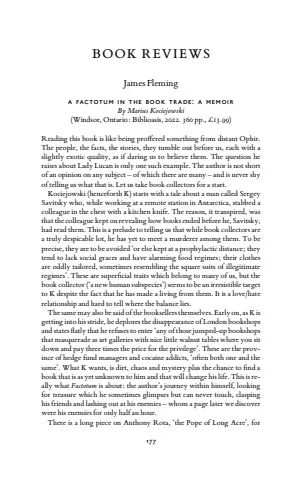 BOOK REVIEWS
James Fleming
A FACTOTUM IN THE BOOK TRADE: A MEMOIR
By Marius Kociejowski
(Windsor, Ontario: Biblioasis, 2022. 360 pp., £13.99)
Reading this book is like being proffered something from distant Ophir.
The people, the facts, the stories, they tumble out before us, each with a
slightly exotic quality, as if daring us to believe them. The question he
raises about Lady Lucan is only one such example. The author is not short
of an opinion on any subject – of which there are many – and is never shy
of telling us what that is. Let us take book collectors for a start.
Kociejowski (henceforth K) starts with a tale about a man called Sergey
Savitsky who, while working at a remote station in Antarctica, stabbed a
colleague in the chest with a kitchen knife. The reason, it transpired, was
that the colleague kept on revealing how books ended before he, Savitsky,
had read them. This is a prelude to telling us that while book collectors are
a truly despicable lot, he has yet to meet a murderer among them. To be
precise, they are to be avoided ‘or else kept at a prophylactic distance; they
tend to lack social graces and have alarming food regimes; their clothes
are oddly tailored, sometimes resembling the square suits of illegitimate
regimes’. These are superficial traits which belong to many of us, but the
book collector (‘a new human subspecies’) seems to be an irresistible target
to K despite the fact that he has made a living from them. It is a love/hate
relationship and hard to tell where the balance lies.
The same may also be said of the booksellers themselves. Early on, as K is
getting into his stride, he deplores the disappearance of London bookshops
and states flatly that he refuses to enter ‘any of those jumped-up bookshops
that masquerade as art galleries with nice little walnut tables where you sit
down and pay three times the price for the privilege’. These are the prov-
ince of hedge fund managers and cocaine addicts, ‘often both one and the
same’. What K wants, is dirt, chaos and mystery plus the chance to find a
book that is as yet unknown to him and that will change his life. This is re-
ally what Factotum is about: the author’s journey within himself, looking
for treasure which he sometimes glimpses but can never touch, clasping
his friends and lashing out at his enemies – whom a page later we discover
were his enemies for only half an hour.
There is a long piece on Anthony Rota, ‘the Pope of Long Acre’, for
177